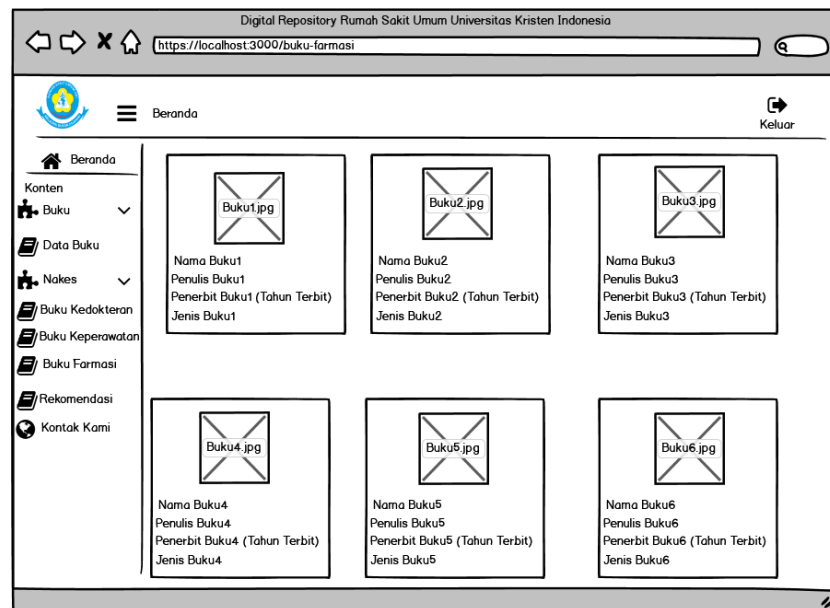 Digital Repository Rumah Sakit Umum Universitas Kristen Indonesia
https://localhost:3000/buku-farmasi
Beranda
Keluar
Beranda
Konten
Buku
Data Buku
Nakes
Buku Kedokteran
Buku Keperawatan
Buku Farmasi
Rekomendasi
Kontak Kami
Buku1.jpg
Nama Buku1
Penulis Buku1
Penerbit Buku1 (Tahun Terbit)
Jenis Buku1
Buku2.jpg
Nama Buku2
Penulis Buku2
Penerbit Buku2 (Tahun Terbit)
Jenis Buku2
Buku3.jpg
Nama Buku3
Penulis Buku3
Penerbit Buku3 (Tahun Terbit)
Jenis Buku3
Buku4.jpg
Nama Buku4
Penulis Buku4
Penerbit Buku4 (Tahun Terbit)
Jenis Buku4
Buku5.jpg
Nama Buku5
Penulis Buku5
Penerbit Buku5 (Tahun Terbit)
Jenis Buku5
Buku6.jpg
Nama Buku6
Penulis Buku6
Penerbit Buku6 (Tahun Terbit)
Jenis Buku6